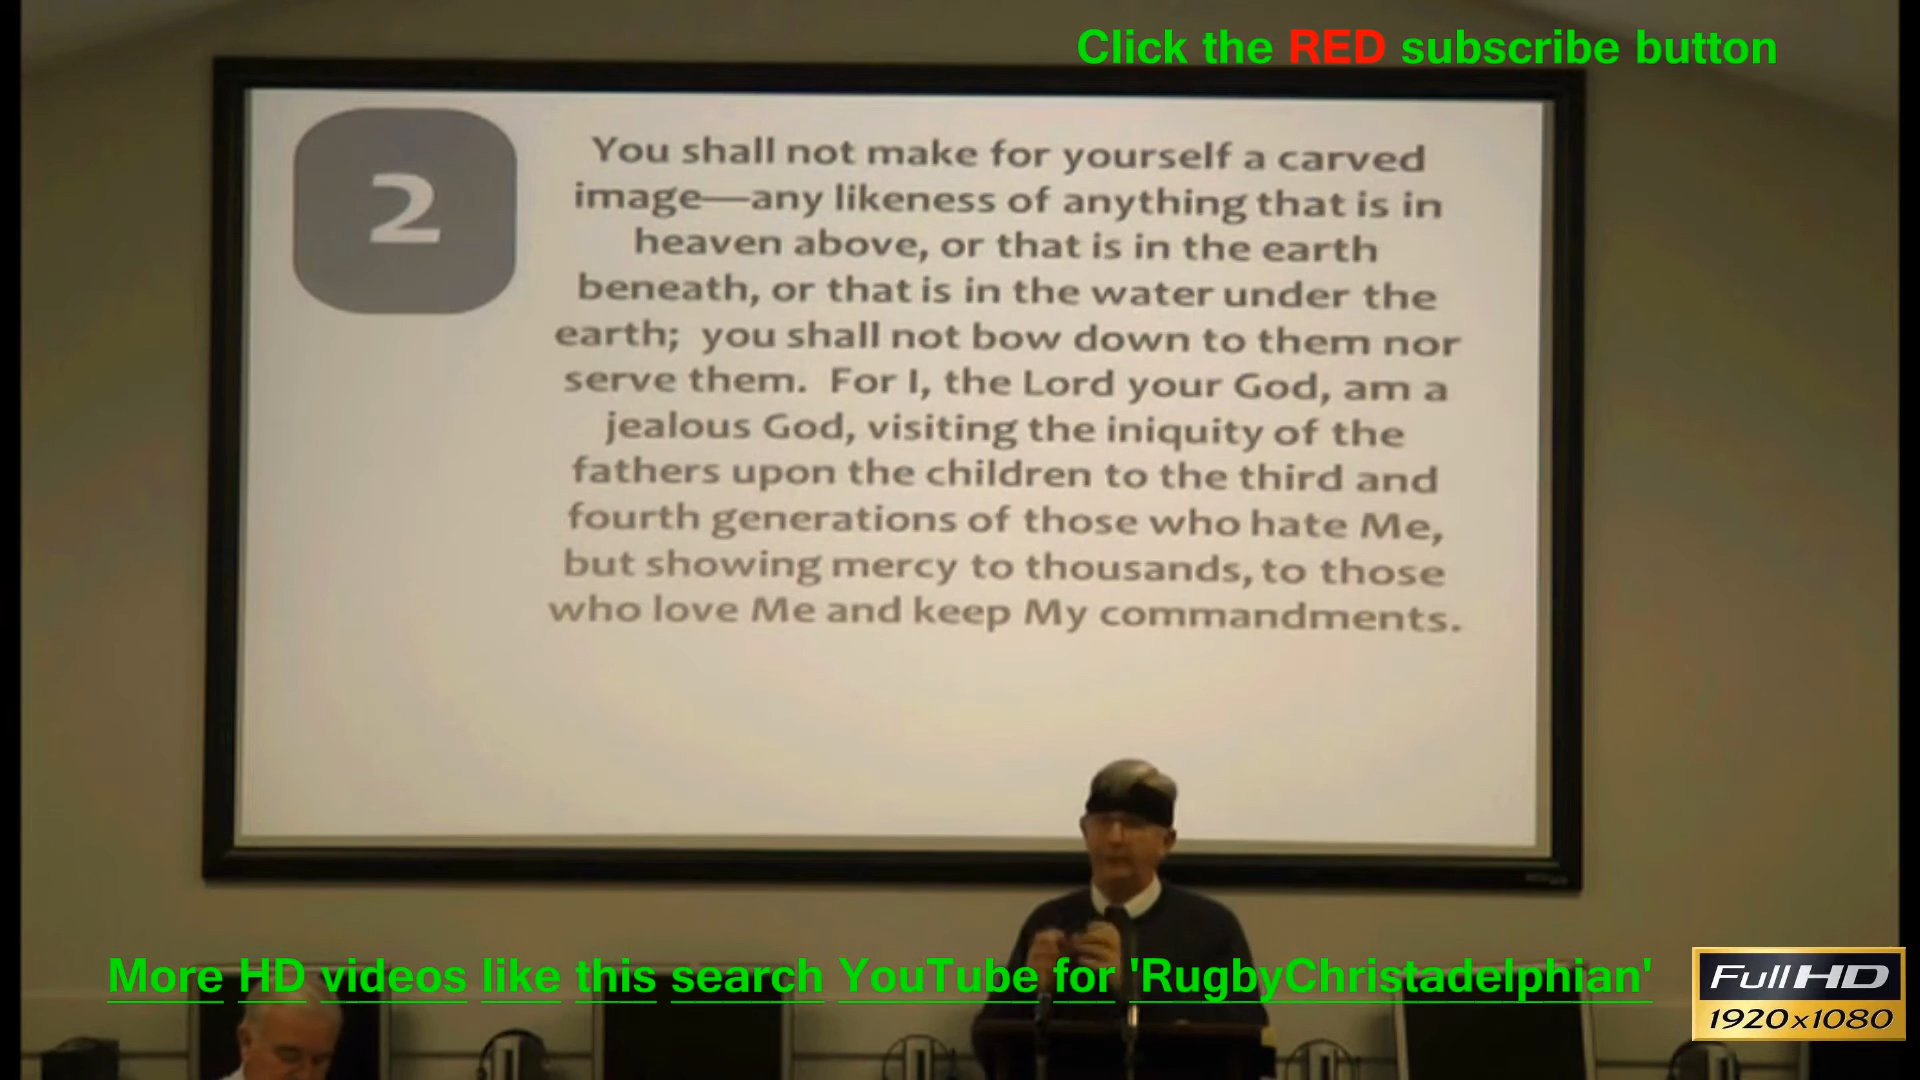 Click the RED subscribe button
2
You shall not make for yourself a carved
image—any likeness of anything that is in
heaven above, or that is in the earth
beneath, or that is in the water under the
earth; you shall not bow down to them nor
serve them. For I, the Lord your God, am a
jealous God, visiting the iniquity of the
fathers upon the children to the third and
fourth generations of those who hate Me,
but showing mercy to thousands, to those
who love Me and keep My commandments.
More HD videos like this search YouTube for 'RugbyChristadelphian'
Full HD
1920x1080